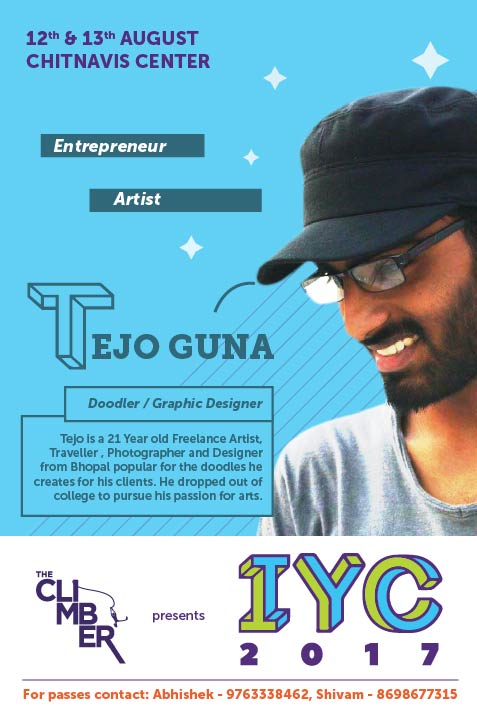 12th & 13th AUGUST
CHITNAVIS CENTER
Entrepreneur
Artist
TEJO GUNA
Doodler / Graphic Designer
Tejo is a 21 Year old Freelance Artist,
Traveller , Photographer and Designer
from Bhopal popular for the doodles he
creates for his clients. He dropped out of
college to pursue his passion for arts.
THE
CLIMBER
presents
IYC
2017
For passes contact: Abhishek - 9763338462, Shivam - 8698677315